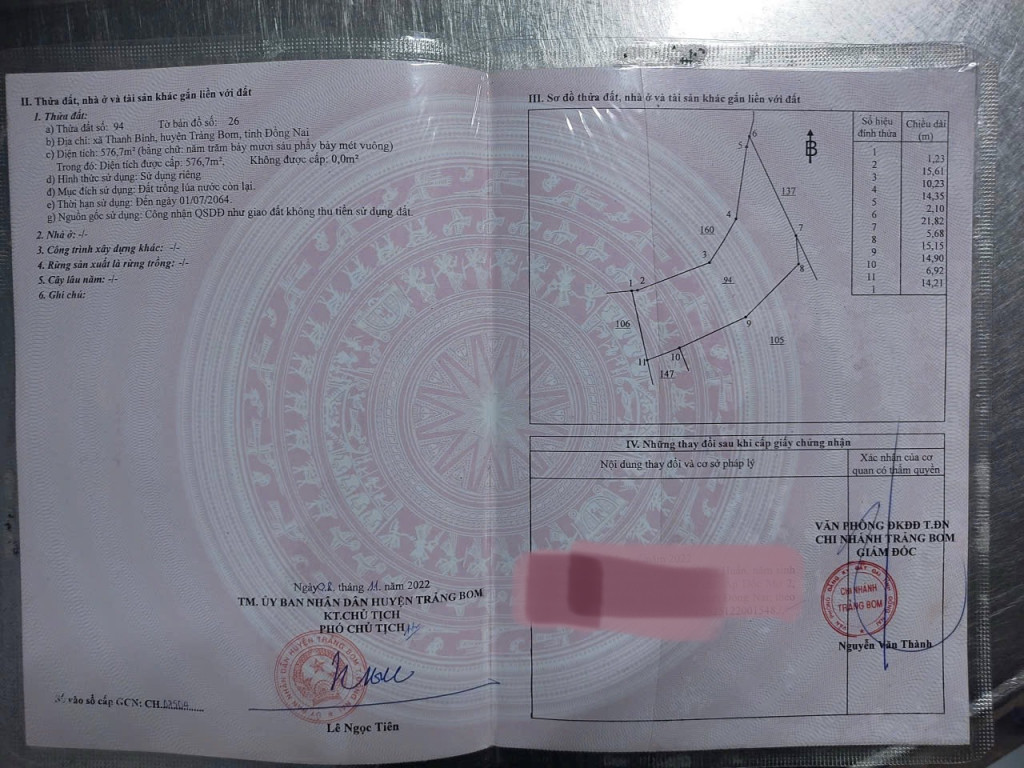 II. Thửa đất, nhà ở và tài sản khác gắn liền với đất
1. Thửa đất:
a) Thửa đất số: 94 Tờ bản đồ số: 26
b) Địa chỉ: xã Thanh Bình, huyện Trảng Bom, tỉnh Đồng Nai
c) Diện tích: 576,7m² (bằng chữ: năm trăm bảy mươi sáu phẩy bảy mét vuông)
Trong đó: Diện tích được cấp: 576,7m², Không được cấp: 0,0m²
d) Hình thức sử dụng: Sử dụng riêng
đ) Mục đích sử dụng: Đất trồng lúa nước còn lại.
e) Thời hạn sử dụng: Đến ngày 01/07/2064.
g) Nguồn gốc sử dụng: Công nhận QSDĐ như giao đất không thu tiền sử dụng đất.
2. Nhà ở: -/-
3. Công trình xây dựng khác: -/-
4. Rừng sản xuất là rừng trồng: -/-
5. Cây lâu năm: -/-
6. Ghi chú:
Ngày 08 tháng 11 năm 2022
TM. ỦY BAN NHÂN DÂN HUYỆN TRẢNG BOM
KT.CHỦ TỊCH
PHÓ CHỦ TỊCH
Lê Ngọc Tiên
Số vào sổ cấp GCN: CH
III. Sơ đồ thửa đất, nhà ở và tài sản khác gắn liền với đất
B
6
5
137
4
160
7
3
8
94
1 2
106
9
105
10
11
147
Số hiệu đỉnh thửa
Chiều dài (m)
1
1,23
2
15,61
3
10,23
4
14,35
5
2,10
6
21,82
7
5,68
8
15,15
9
14,90
10
6,92
11
14,21
1
IV. Những thay đổi sau khi cấp giấy chứng nhận
Nội dung thay đổi và cơ sở pháp lý
Xác nhận của cơ quan có thẩm quyền
VĂN PHÒNG ĐKĐĐ T.ĐN
CHI NHÁNH TRẢNG BOM
GIÁM ĐỐC
CHI NHÁNH
TRẢNG BOM
Nguyễn Văn Thành